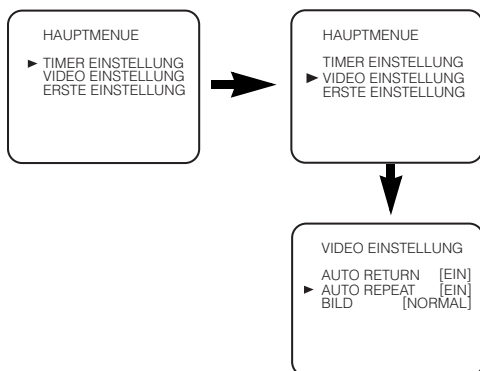 HAUPTMENUE
TIMER EINSTELLUNG
VIDEO EINSTELLUNG
ERSTE EINSTELLUNG
HAUPTMENUE
TIMER EINSTELLUNG
VIDEO EINSTELLUNG
ERSTE EINSTELLUNG
VIDEO EINSTELLUNG
AUTO RETURN [EIN]
AUTO REPEAT [EIN]
BILD [NORMAL]